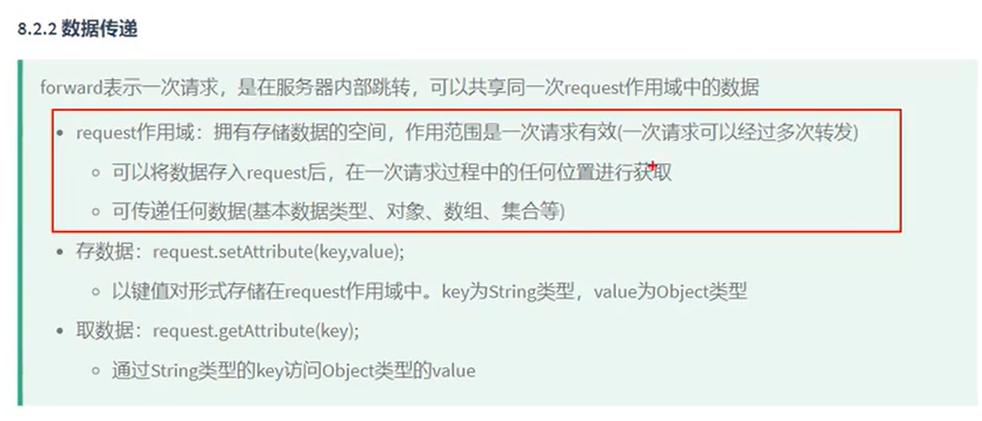 8.2.2 数据传递
forward表示一次请求，是在服务器内部跳转，可以共享同一次request作用域中的数据
request作用域：拥有存储数据的空间，作用范围是一次请求有效(一次请求可以经过多次转发)
可以将数据存入request后，在一次请求过程中的任何位置进行获取
可传递任何数据(基本数据类型、对象、数组、集合等)
存数据：request.setAttribute(key,value);
以键值对形式存储在request作用域中。key为String类型，value为Object类型
取数据：request.getAttribute(key);
通过String类型的key访问Object类型的value